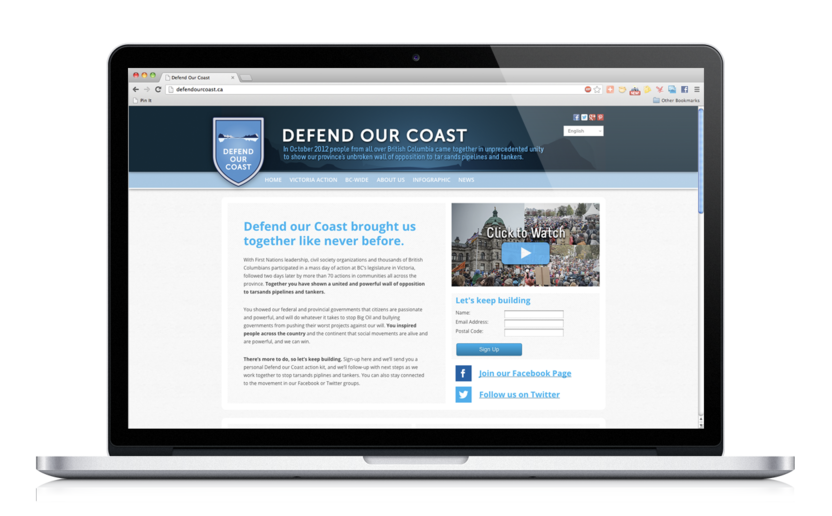 Defend Our Coast
defendourcoast.ca
Pin It
Other Bookmarks
DEFEND
OUR
COAST
DEFEND OUR COAST
In October 2012 people from all over British Columbia came together in unprecedented unity
to show our province's unbroken wall of opposition to tar sands pipelines and tankers.
English
HOME VICTORIA ACTION BC-WIDE ABOUT US INFOGRAPHIC NEWS
Defend our Coast brought us
together like never before.
With First Nations leadership, civil society organizations and thousands of British
Columbians participated in a mass day of action at BC's legislature in Victoria,
followed two days later by more than 70 actions in communities all across the
province. Together you have shown a united and powerful wall of opposition
to tarsands pipelines and tankers.
You showed our federal and provincial governments that citizens are passionate
and powerful, and will do whatever it takes to stop Big Oil and bullying
governments from pushing their worst projects against our will. You inspired
people across the country and the continent that social movements are alive and
are powerful, and we can win.
There's more to do, so let's keep building. Sign-up here and we'll send you a
personal Defend our Coast action kit, and we'll follow-up with next steps as we
work together to stop tarsands pipelines and tankers. You can also stay connected
to the movement in our Facebook or Twitter groups.
Click to Watch
Let's keep building
Name:
Email Address:
Postal Code:
Sign Up
Join our Facebook Page
Follow us on Twitter